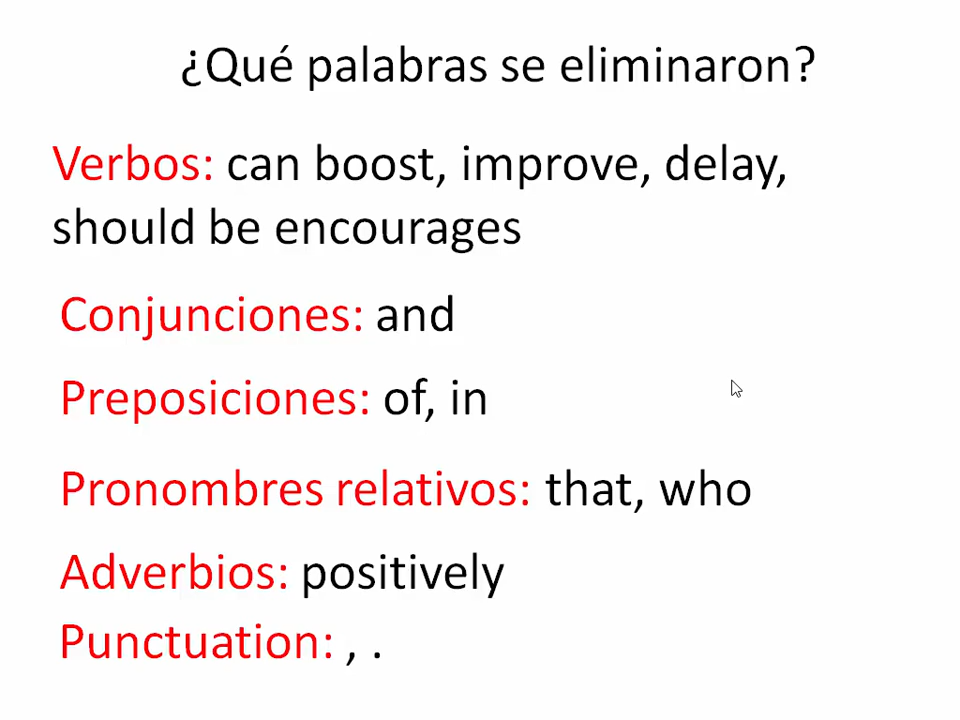 ¿Qué palabras se eliminaron?
Verbos: can boost, improve, delay,
should be encourages
Conjunciones: and
Preposiciones: of, in
Pronombres relativos: that, who
Adverbios: positively
Punctuation: , .